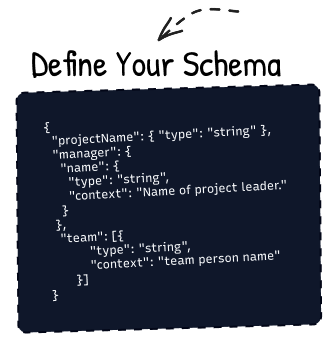 Define Your Schema
{
"projectName": { "type": "string" },
"manager": {
"name": {
"type": "string",
"context": "Name of project leader."
}
},
"team": [{
"type": "string",
"context": "team person name"
}]
}